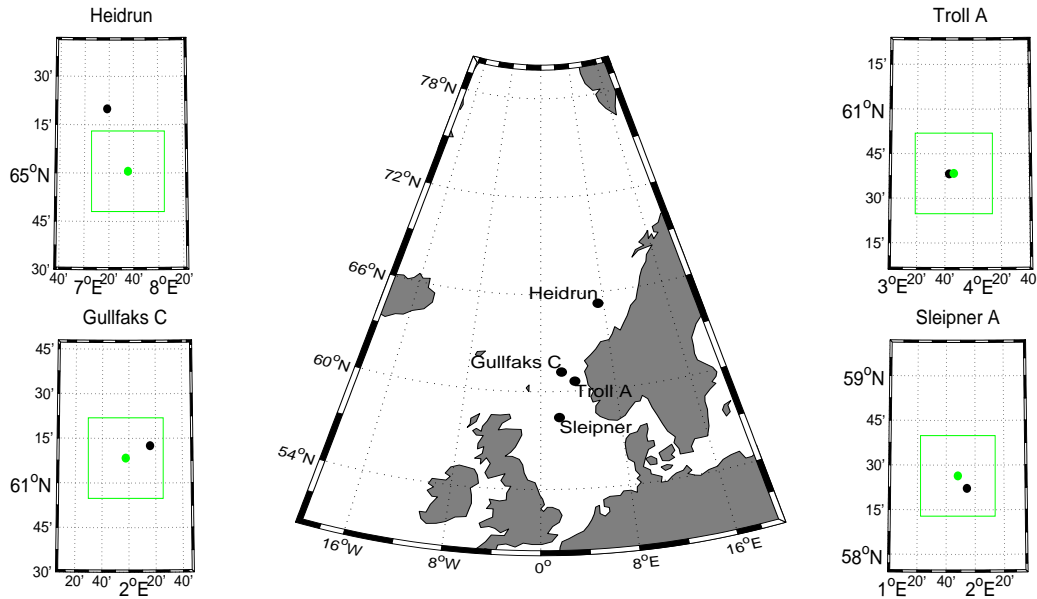 Heidrun
30'
15'
65°N
45'
30'
40' 7°E 20' 40' 8°E 20'
Gullfaks C
45'
30'
15'
61°N
45'
30'
20' 40' 2°E 20' 40'
78°N
72°N
66°N
60°N
54°N
16°W
8°W
0°
8°E
16°E
Heidrun
Gullfaks C
Troll A
Sleipner
Troll A
15'
61°N
45'
30'
15'
3°E 20' 40' 4°E 20' 40
Sleipner A
59°N
45'
30'
15'
58°N
1°E 20' 40' 2°E 20'